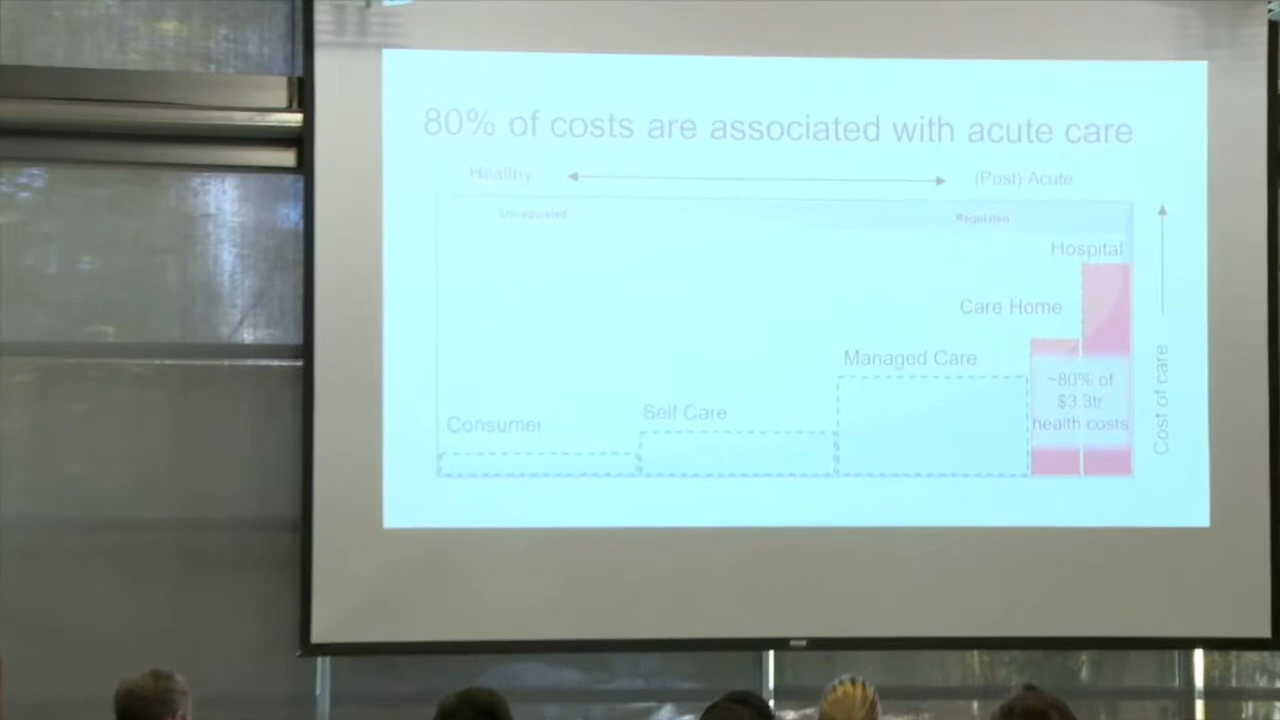 80% of costs are associated with acute care
Healthy
(Post) Acute
Unregulated
Regulated
Hospital
Care Home
Managed Care
Self Care
Consumer
~80% of
$3.3tr
health costs
Cost of care